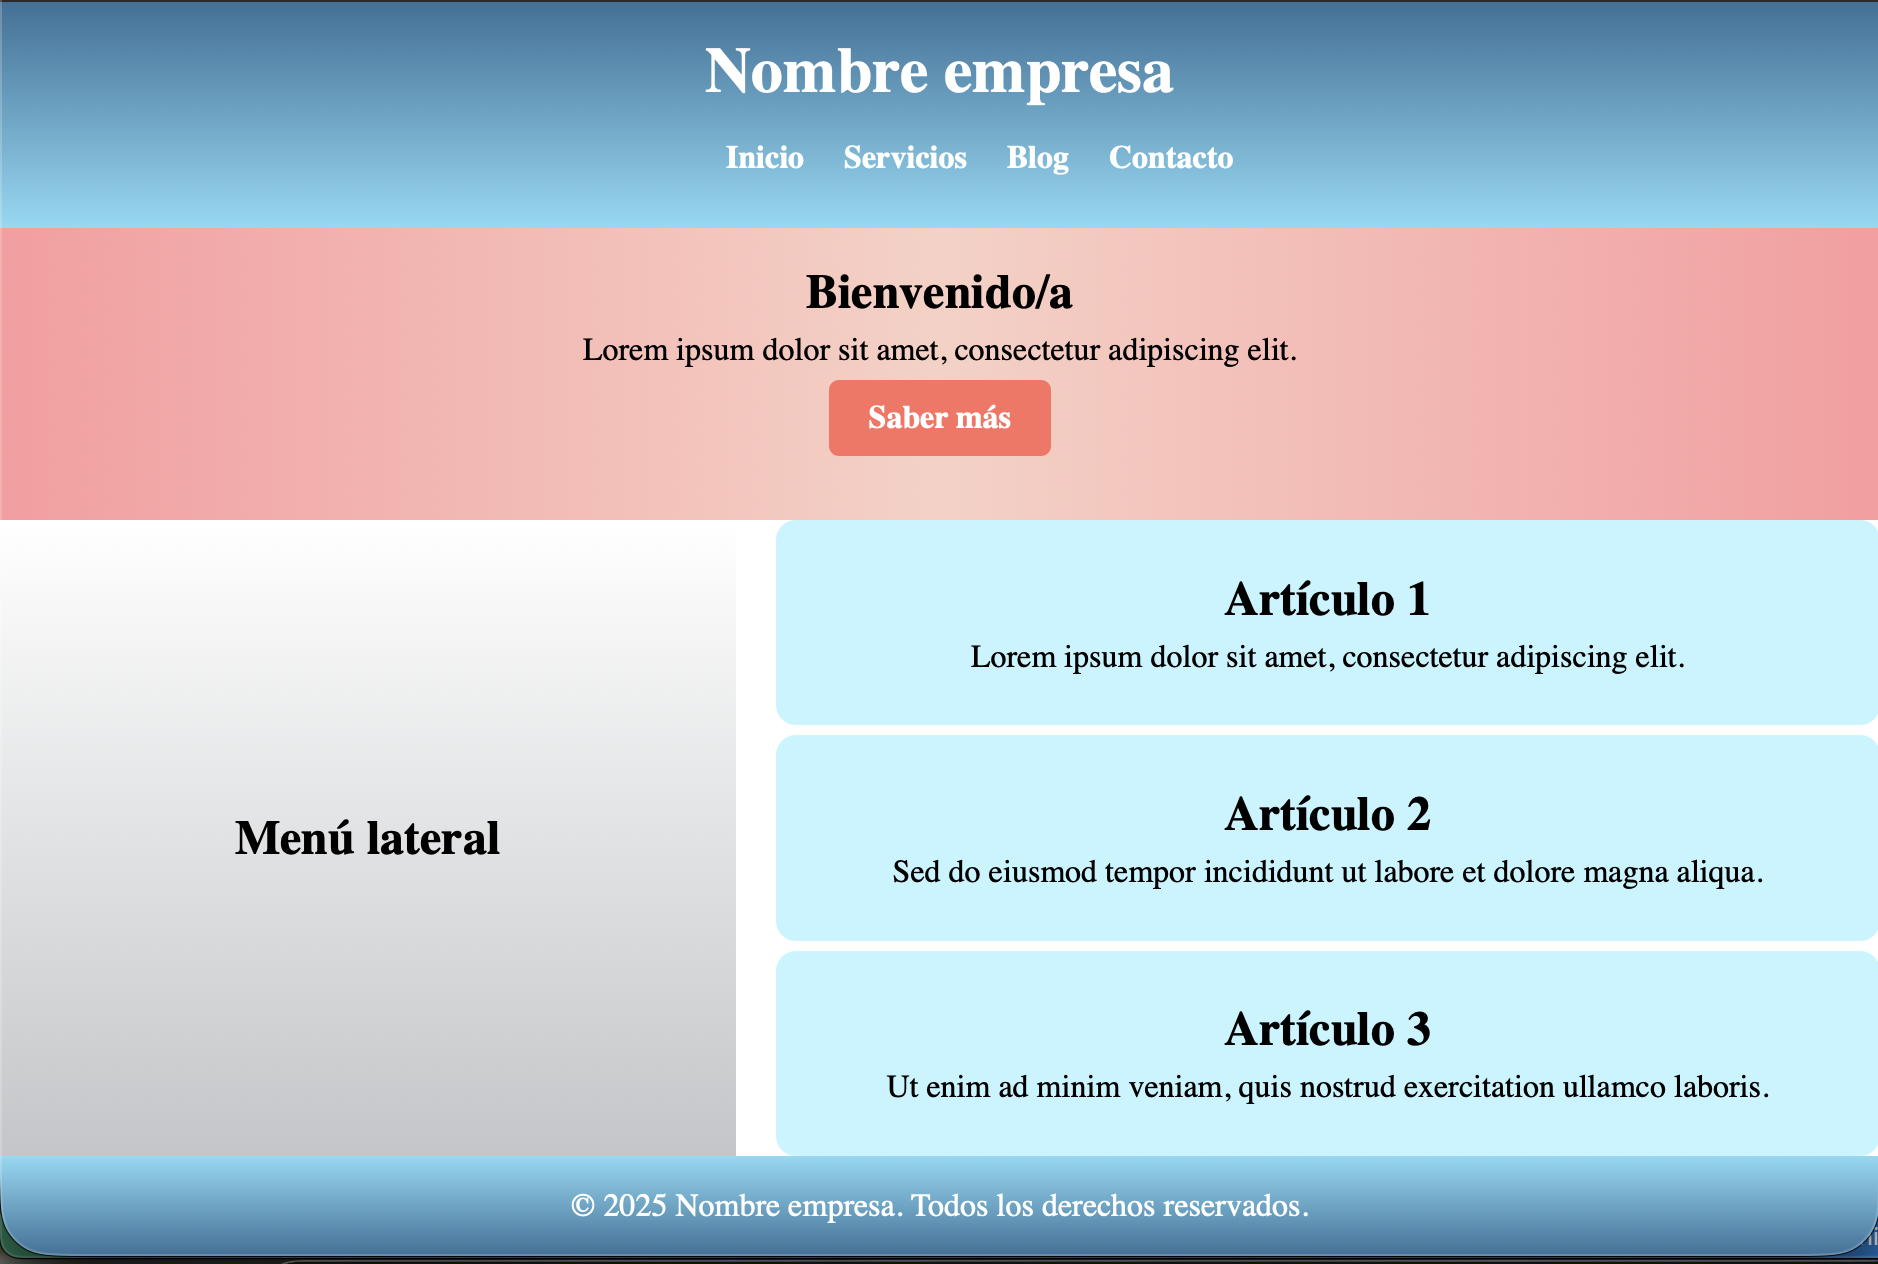 Nombre empresa
Inicio Servicios Blog Contacto
Bienvenido/a
Lorem ipsum dolor sit amet, consectetur adipiscing elit.
Saber más
Menú lateral
Artículo 1
Lorem ipsum dolor sit amet, consectetur adipiscing elit.
Artículo 2
Sed do eiusmod tempor incididunt ut labore et dolore magna aliqua.
Artículo 3
Ut enim ad minim veniam, quis nostrud exercitation ullamco laboris.
© 2025 Nombre empresa. Todos los derechos reservados.